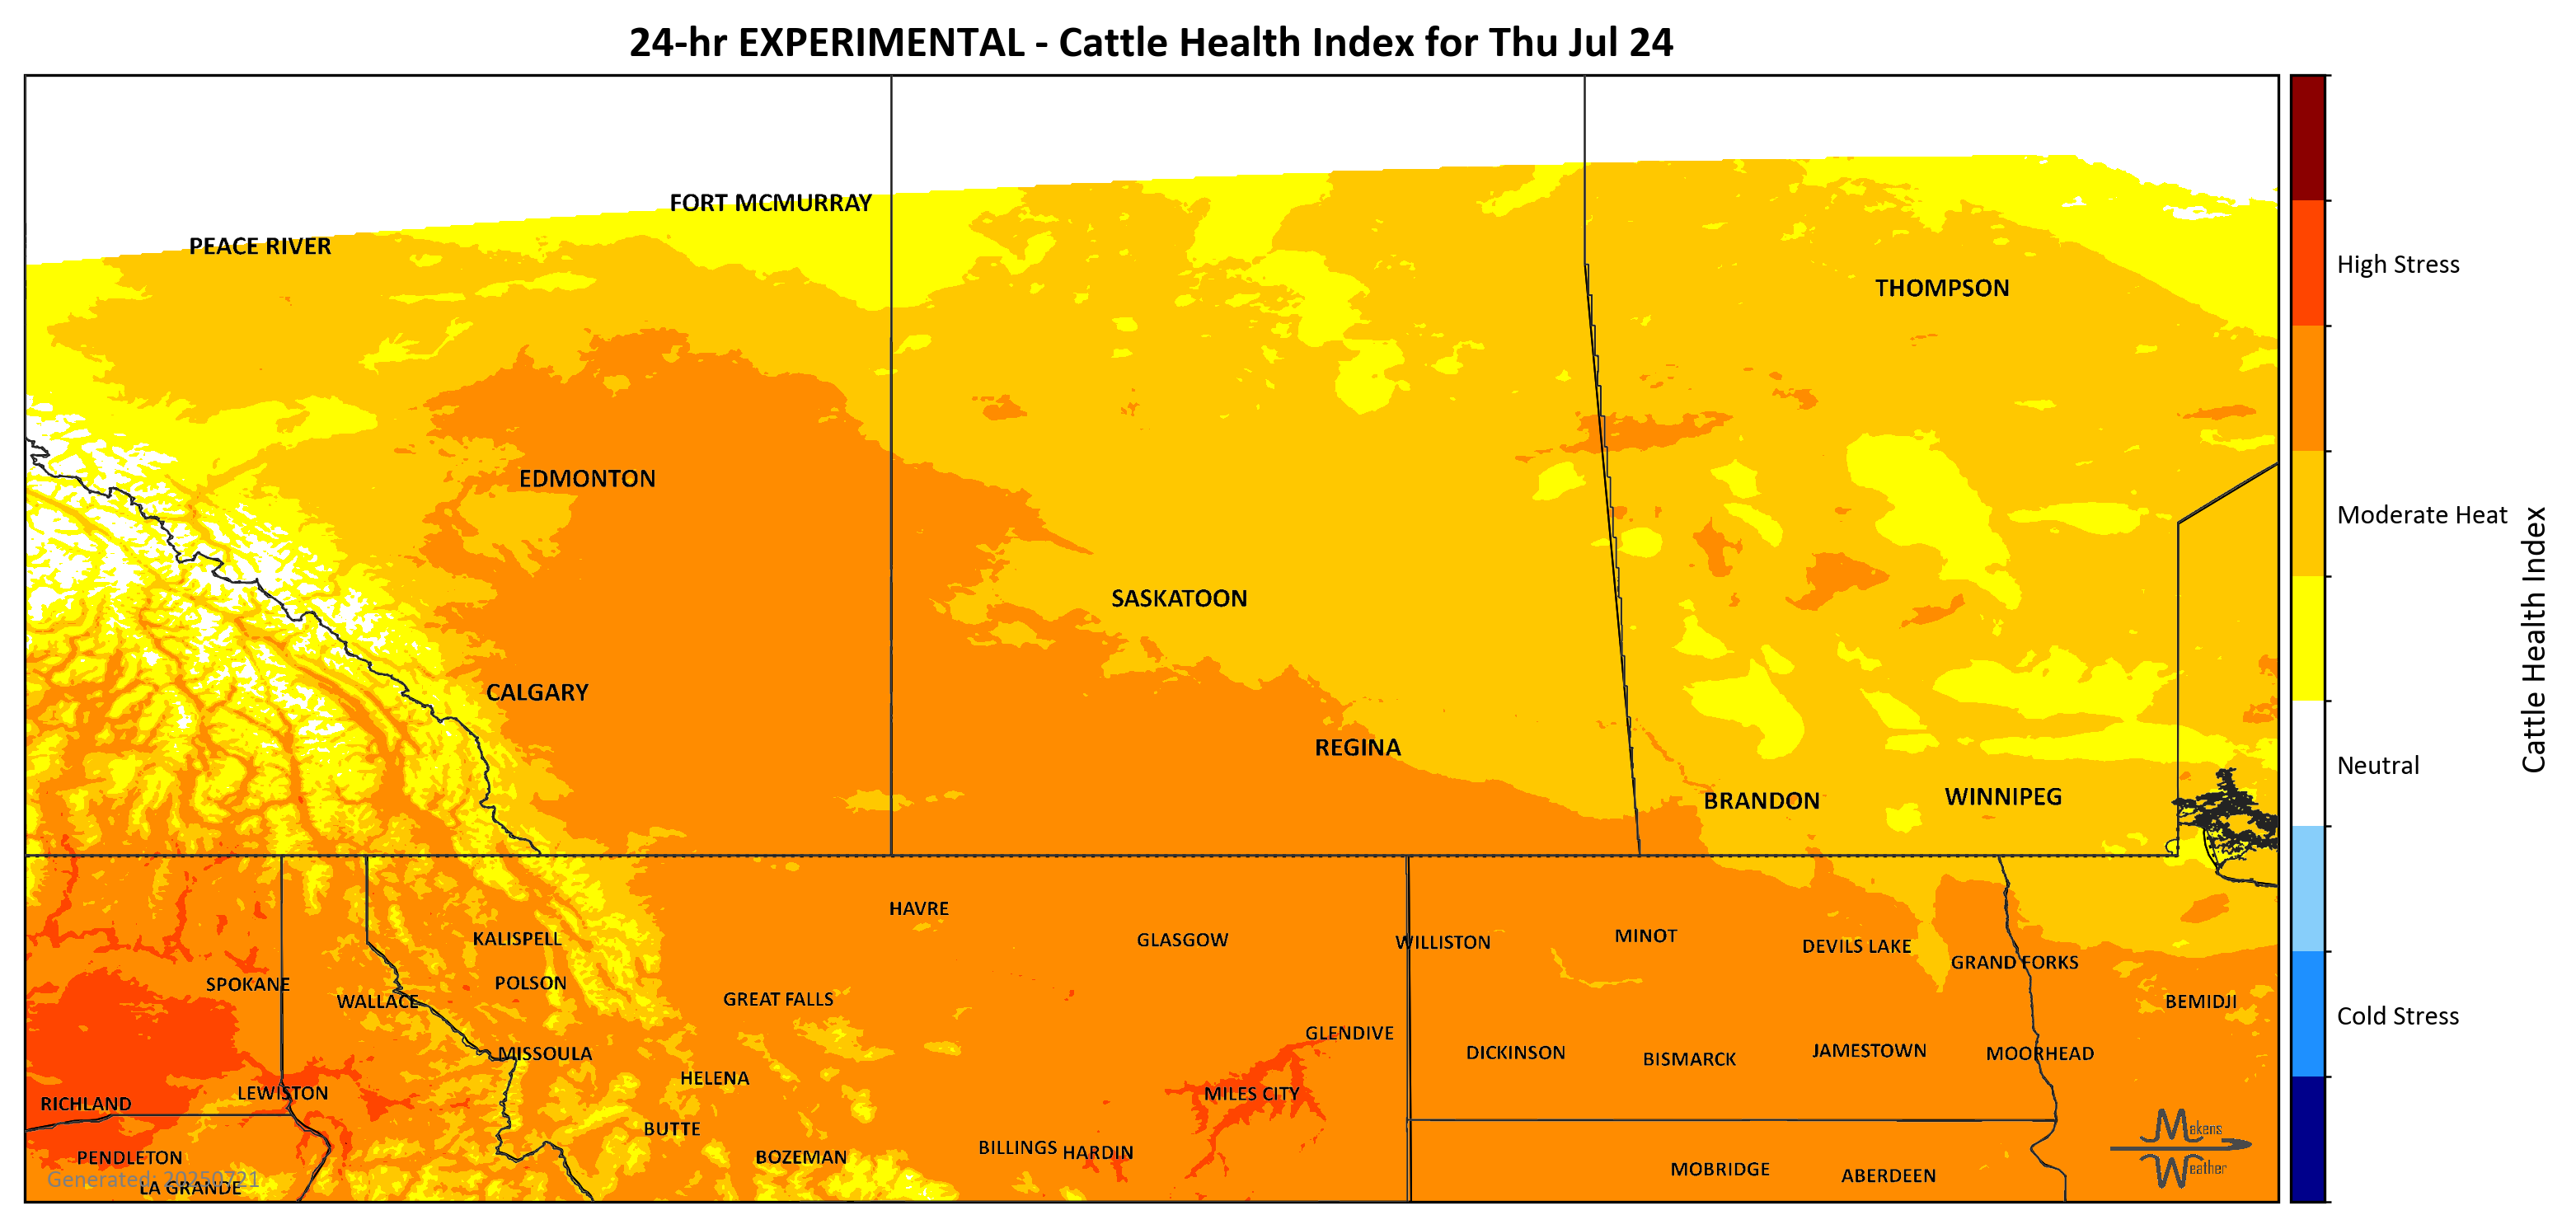 24-hr EXPERIMENTAL - Cattle Health Index for Thu Jul 24
FORT MCMURRAY
PEACE RIVER
THOMPSON
EDMONTON
SASKATOON
CALGARY
REGINA
BRANDON
WINNIPEG
HAVRE
KALISPELL
GLASGOW
WILLISTON
MINOT
DEVILS LAKE
GRAND FORKS
SPOKANE
POLSON
WALLACE
GREAT FALLS
BEMIDJI
GLENDIVE
MISSOULA
DICKINSON
BISMARCK
JAMESTOWN
MOORHEAD
HELENA
LEWISTON
MILES CITY
RICHLAND
BUTTE
BILLINGS
HARDIN
PENDLETON
BOZEMAN
MOBRIDGE
ABERDEEN
Generated: 20250721
LA GRANDE
Makens
Weather
High Stress
Moderate Heat
Neutral
Cold Stress
Cattle Health Index